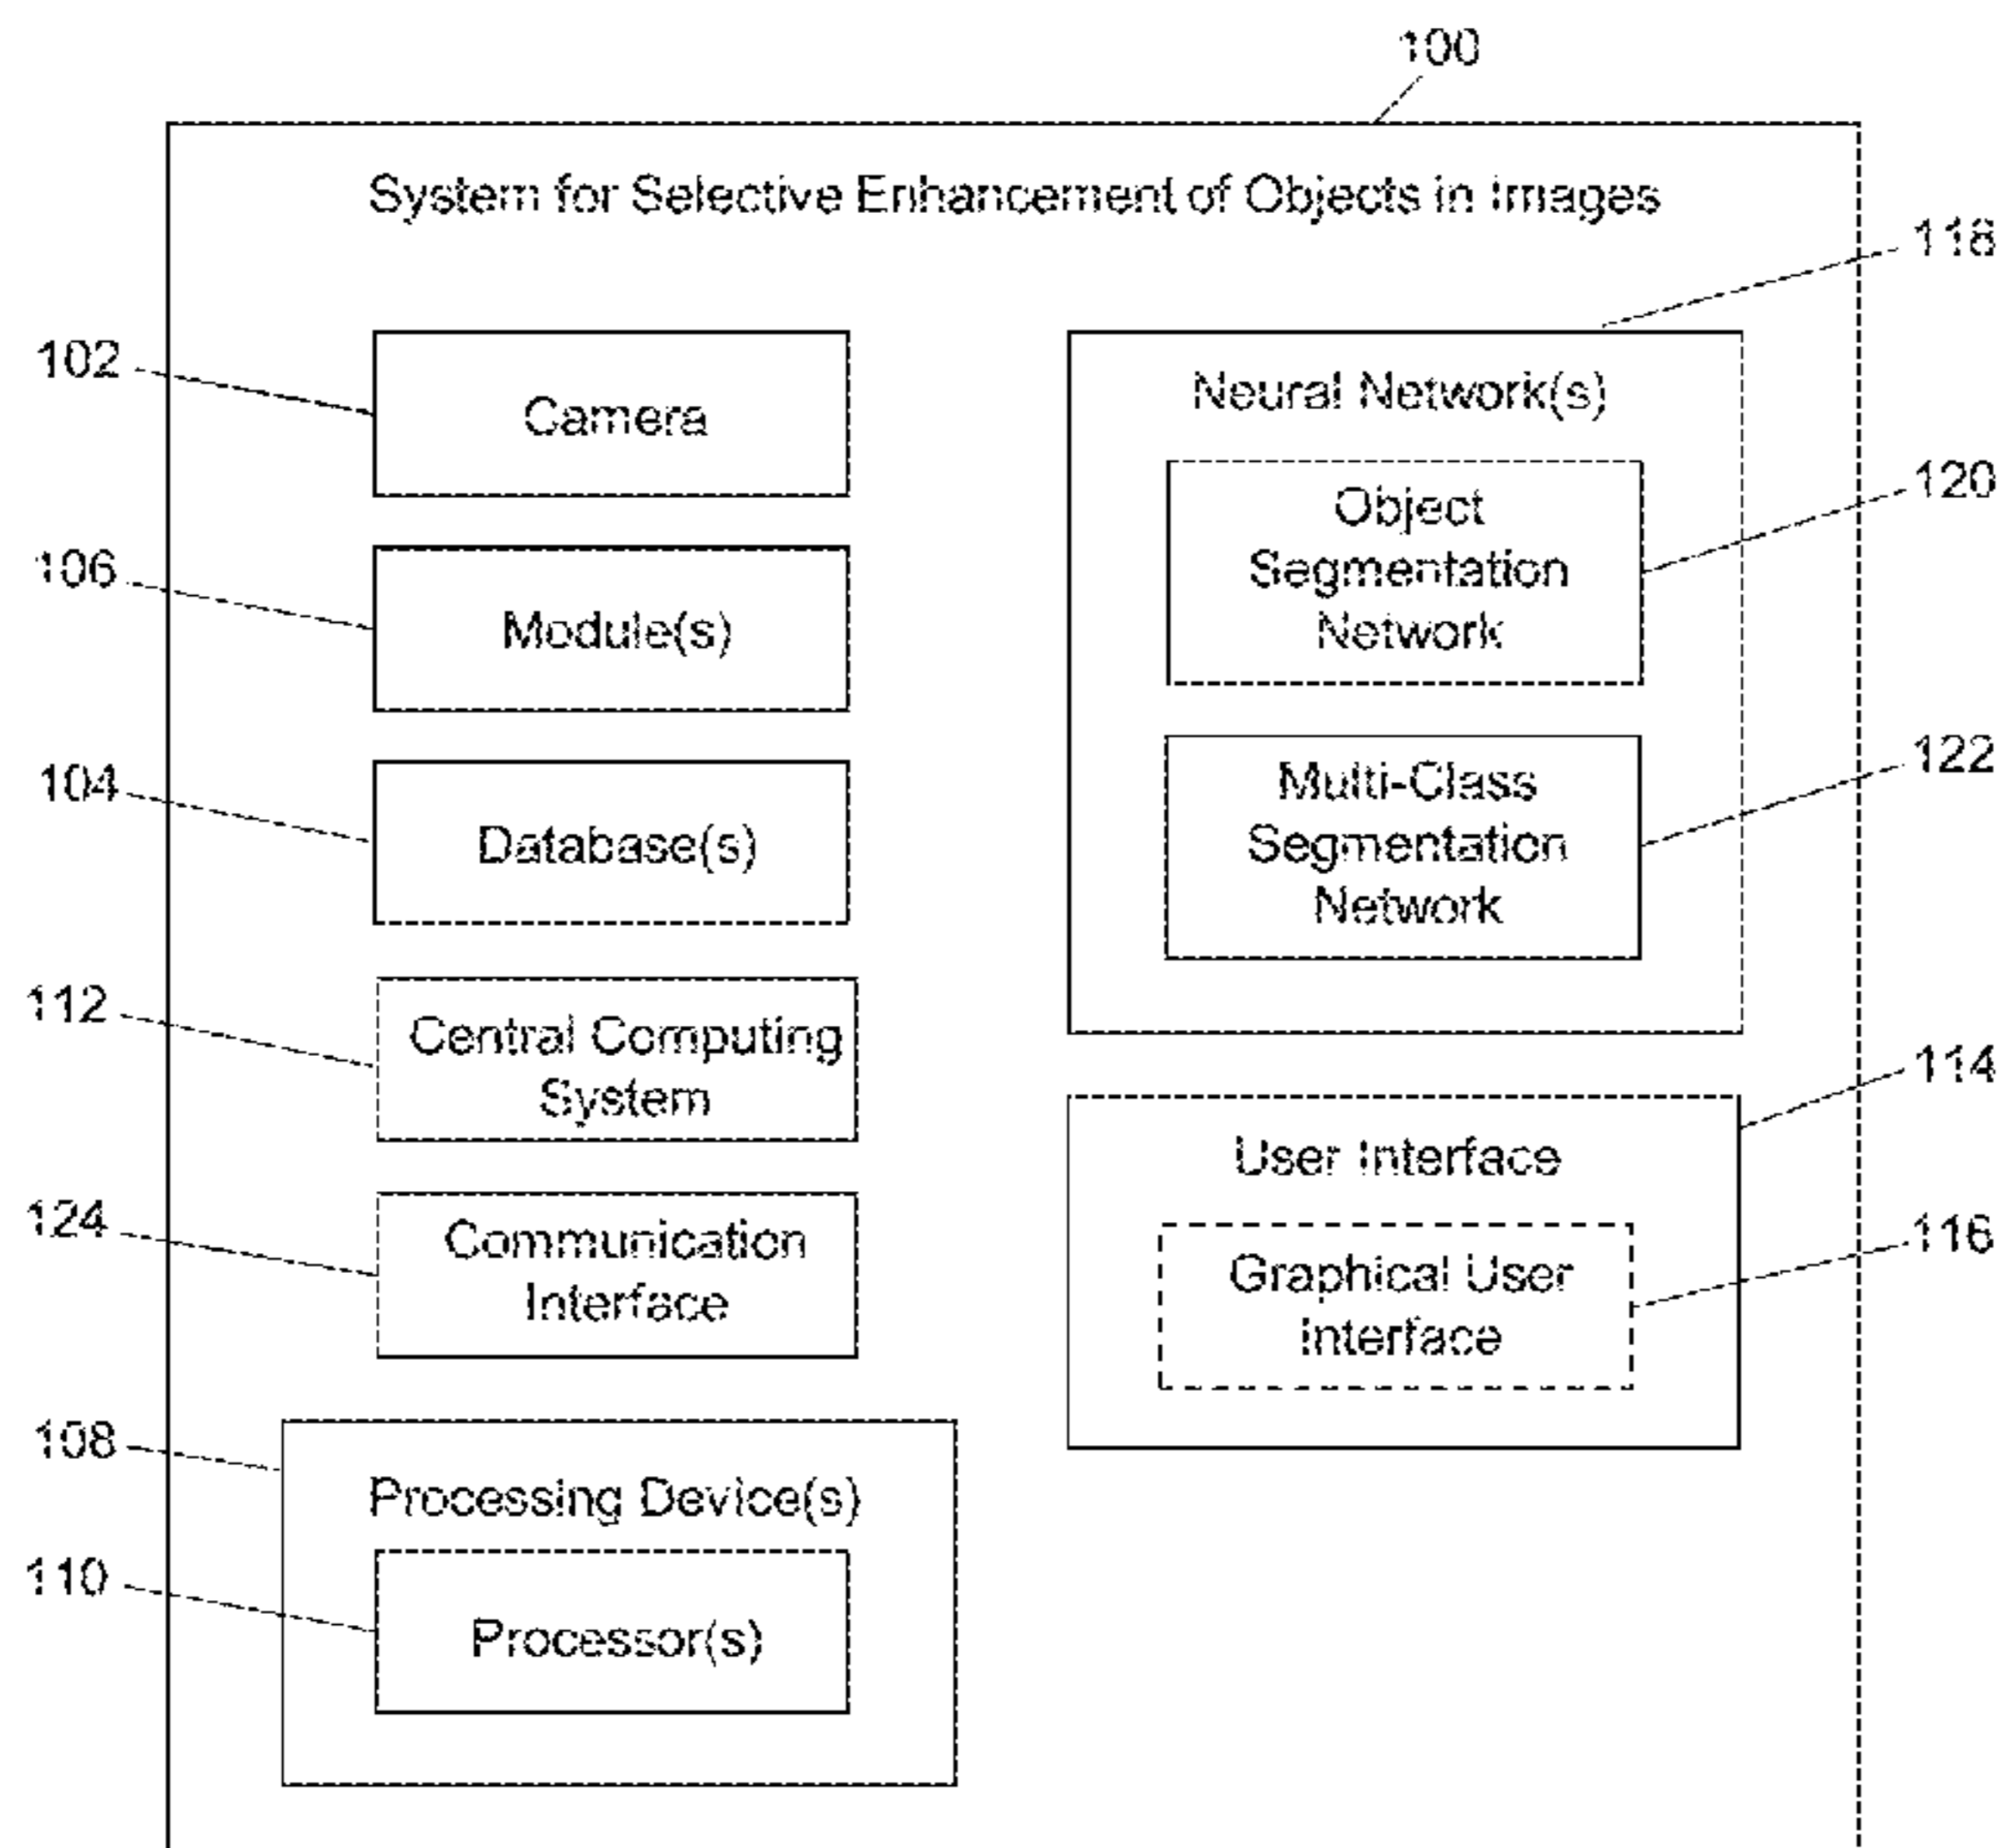 100
System for Selective Enhancement of Objects in Images
118
102
Camera
Neural Network(s)
120
Object
Segmentation
Network
106
Module(s)
122
Multi-Class
Segmentation
Network
104
Database(s)
112
Central Computing
System
114
User Interface
124
Communication
Interface
116
Graphical User
Interface
108
Processing Device(s)
110
Processor(s)